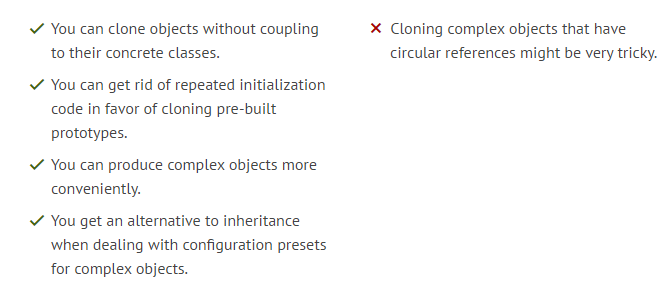 You can clone objects without coupling
to their concrete classes.
You can get rid of repeated initialization
code in favor of cloning pre-built
prototypes.
You can produce complex objects more
conveniently.
You get an alternative to inheritance
when dealing with configuration presets
for complex objects.
Cloning complex objects that have
circular references might be very tricky.